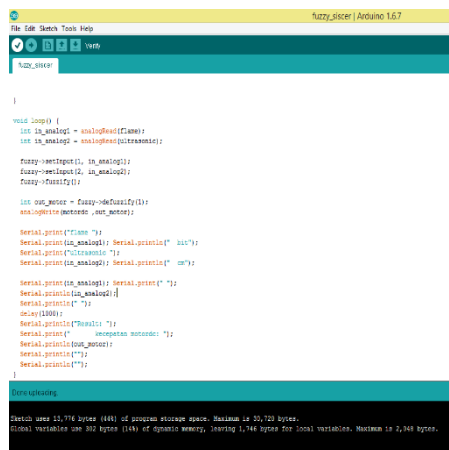 fuzzy_siscer | Arduino 1.6.7
File Edit Sketch Tools Help
Verify
fuzzy_siscer
}
void loop() {
int in_analog1 = analogRead(flame);
int in_analog2 = analogRead(ultrasonic);
fuzzy->setInput(1, in_analog1);
fuzzy->setInput(2, in_analog2);
fuzzy->fuzzify();
int out_motor = fuzzy->defuzzify(1);
analogWrite(motordc ,out_motor);
Serial.print("flame ");
Serial.print(in_analog1); Serial.println(" bit");
Serial.print("ultrasonic ");
Serial.print(in_analog2); Serial.println(" cm");
Serial.print(in_analog1); Serial.print(" ");
Serial.println(in_analog2);
Serial.println(" ");
delay(1000);
Serial.println("Result: ");
Serial.print("      kecepatan motordc: ");
Serial.println(out_motor);
Serial.println("");
Serial.println("");
}
Done uploading.
Sketch uses 13,776 bytes (44%) of program storage space. Maximum is 30,720 bytes.
Global variables use 302 bytes (14%) of dynamic memory, leaving 1,746 bytes for local variables. Maximum is 2,048 bytes.